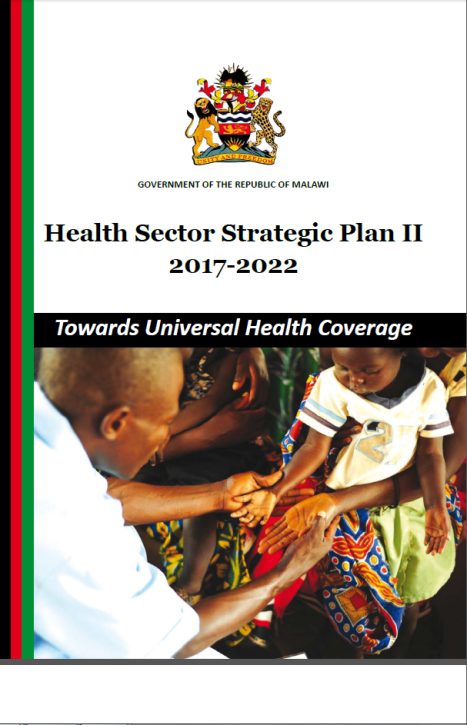 UNITY AND FREEDOM
GOVERNMENT OF THE REPUBLIC OF MALAWI
Health Sector Strategic Plan II
2017-2022
Towards Universal Health Coverage
2